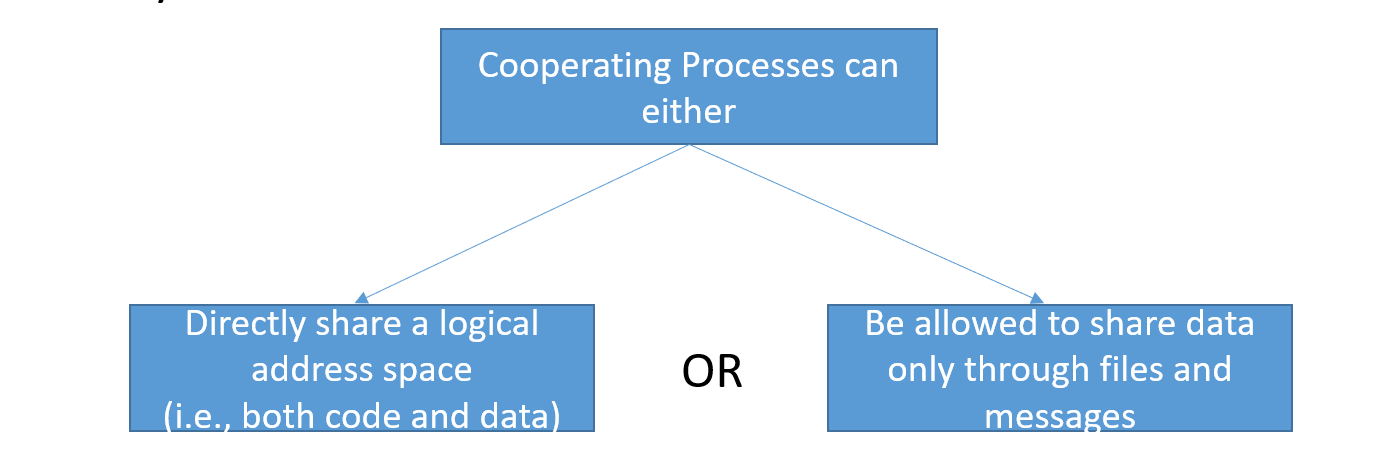 Cooperating Processes can
either
Directly share a logical
address space
(i.e., both code and data)
OR
Be allowed to share data
only through files and
messages